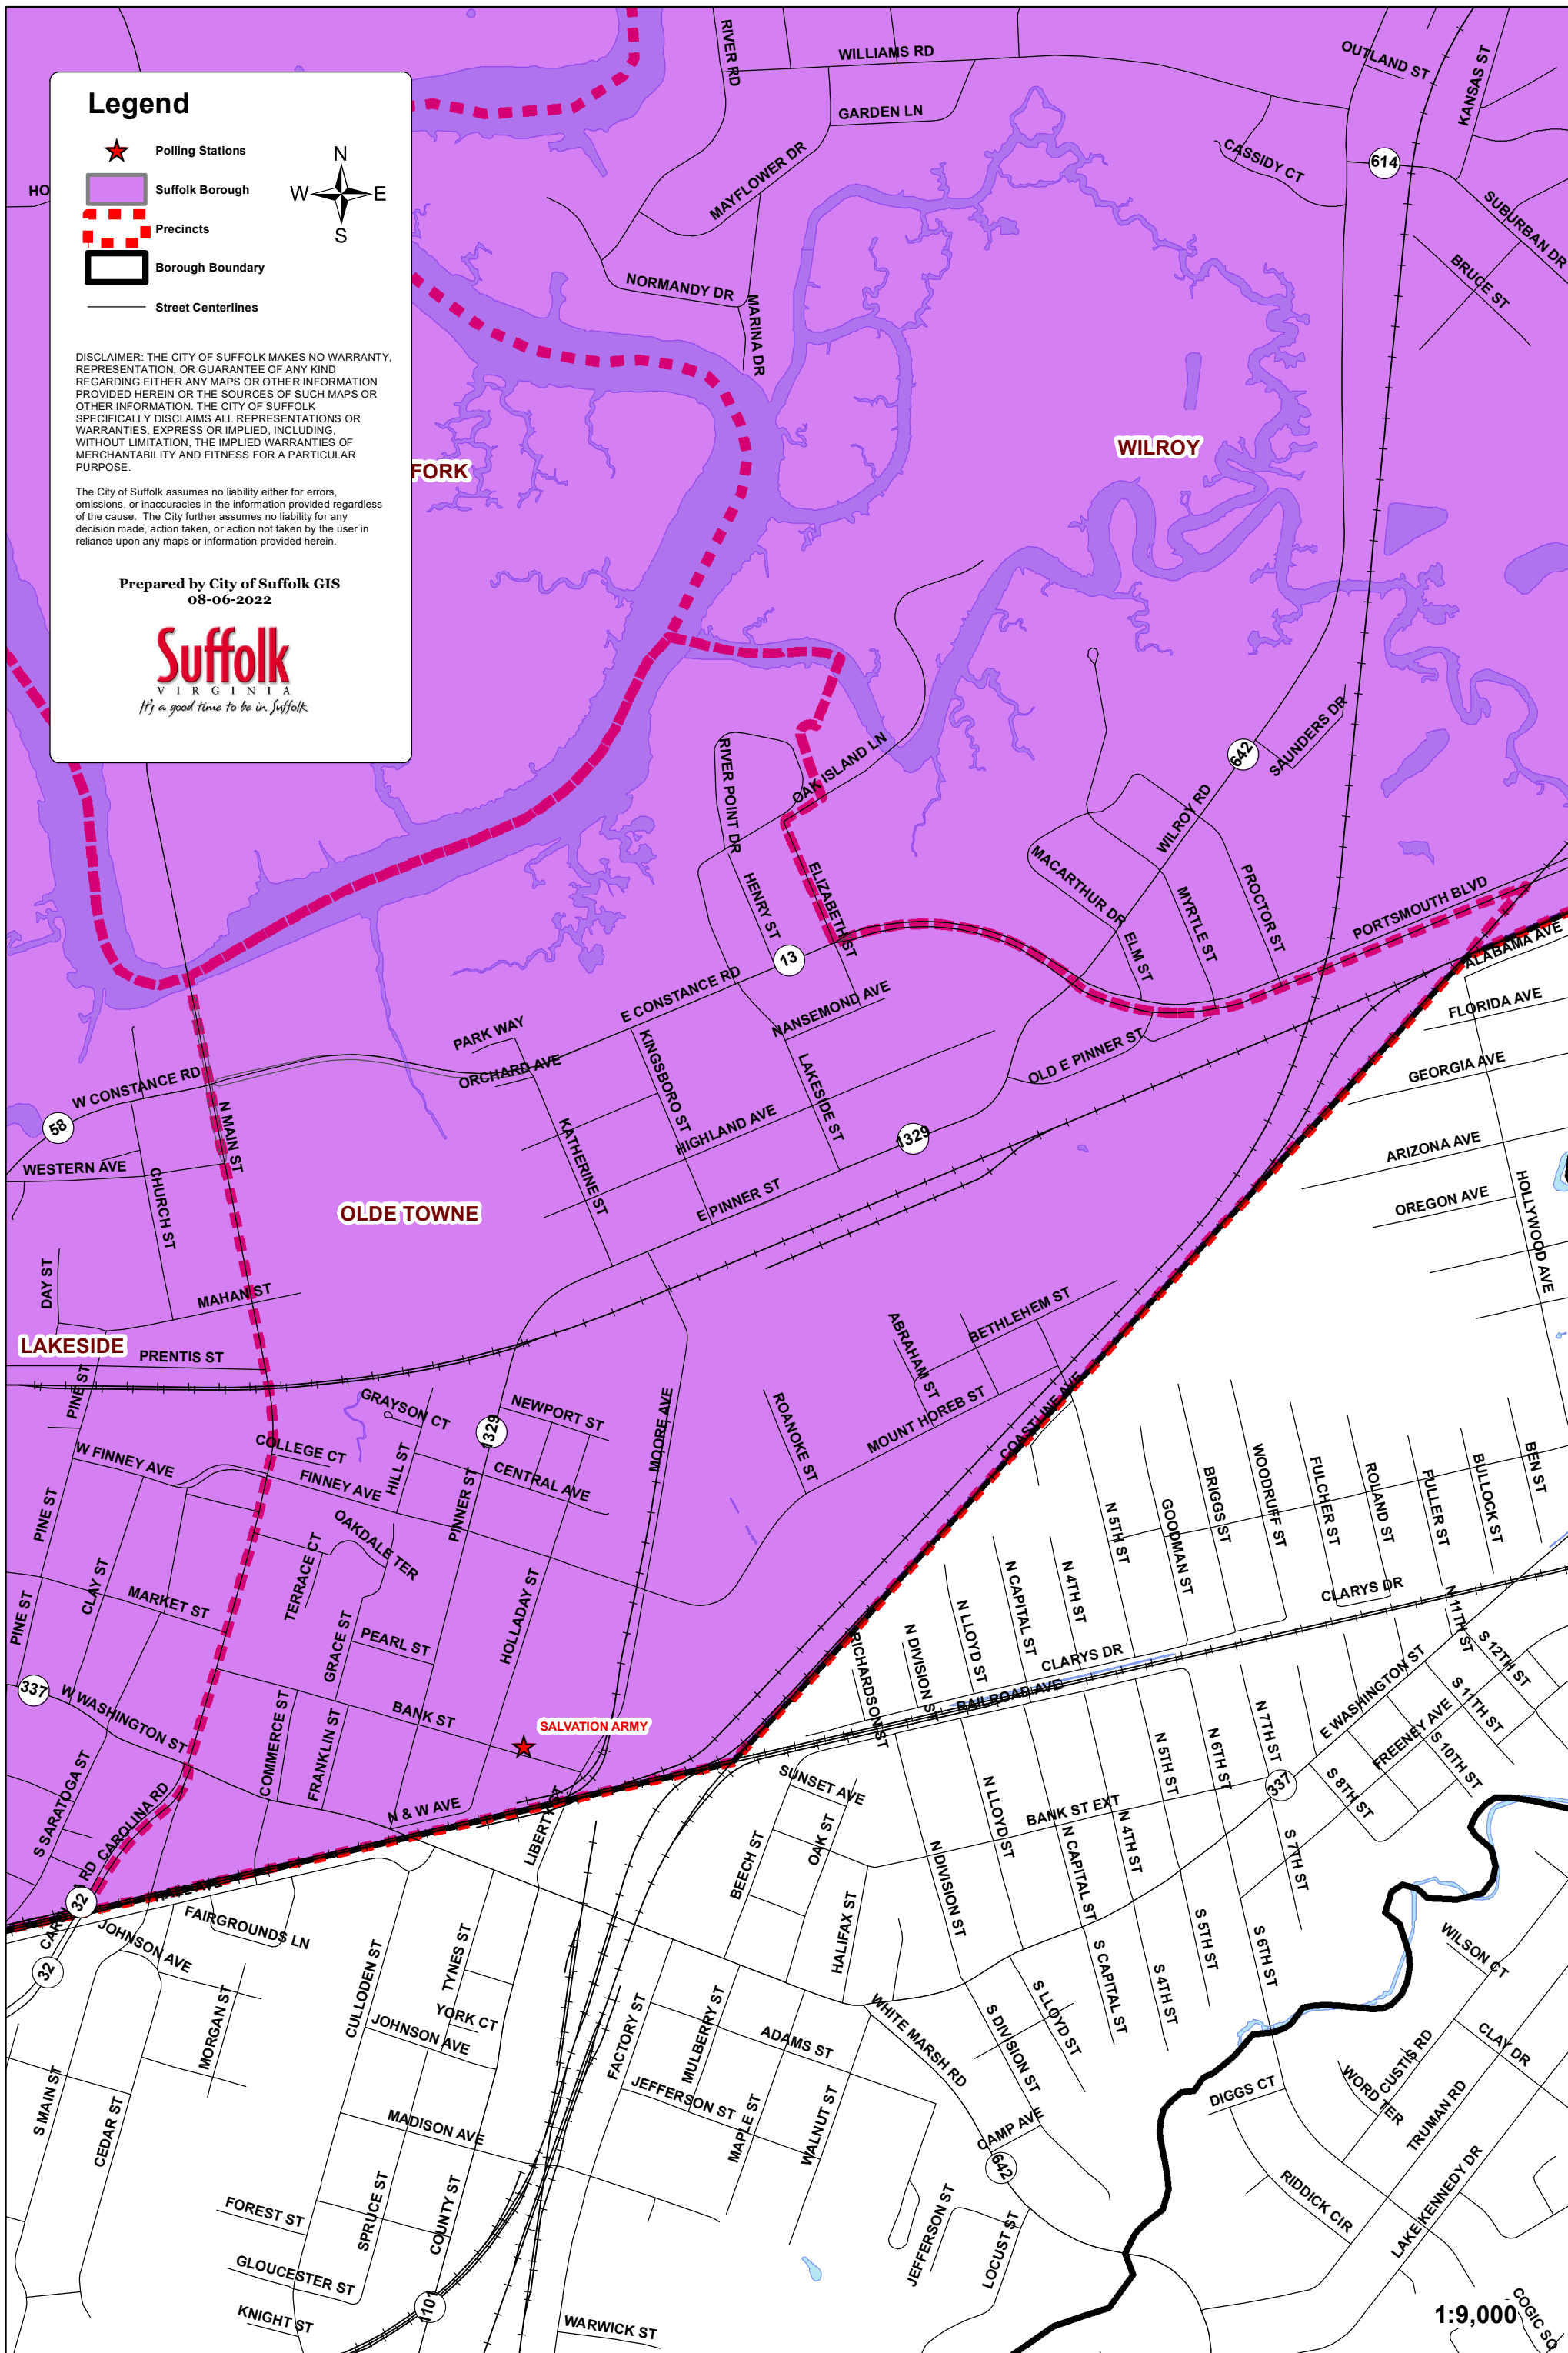 RIVER RD
WILLIAMS RD
OUTLAND ST
KANSAS ST
GARDEN LN
MAYFLOWER DR
CASSIDY CT
614
SUBURBAN DR
BRUCE ST
NORMANDY DR
MARINA DR
HO
Legend
Polling Stations
Suffolk Borough
Precincts
Borough Boundary
Street Centerlines
N
W
E
S
DISCLAIMER: THE CITY OF SUFFOLK MAKES NO WARRANTY,
REPRESENTATION, OR GUARANTEE OF ANY KIND
REGARDING EITHER ANY MAPS OR OTHER INFORMATION
PROVIDED HEREIN OR THE SOURCES OF SUCH MAPS OR
OTHER INFORMATION. THE CITY OF SUFFOLK
SPECIFICALLY DISCLAIMS ALL REPRESENTATIONS OR
WARRANTIES, EXPRESS OR IMPLIED, INCLUDING,
WITHOUT LIMITATION, THE IMPLIED WARRANTIES OF
MERCHANTABILITY AND FITNESS FOR A PARTICULAR
PURPOSE.
The City of Suffolk assumes no liability either for errors,
omissions, or inaccuracies in the information provided regardless
of the cause. The City further assumes no liability for any
decision made, action taken, or action not taken by the user in
reliance upon any maps or information provided herein.
Prepared by City of Suffolk GIS
08-06-2022
Suffolk
VIRGINIA
It's a good time to be in Suffolk
FORK
WILROY
642
SAUNDERS DR
OAK ISLAND LN
RIVER POINT DR
WILROY RD
MACARTHUR DR
HENRY ST
ELIZABETH ST
MYRTLE ST
PROCTOR ST
ELM ST
PORTSMOUTH BLVD
ALABAMA AVE
13
E CONSTANCE RD
NANSEMOND AVE
FLORIDA AVE
PARK WAY
ORCHARD AVE
KINGSBORO ST
LAKESIDE ST
OLD E PINNER ST
GEORGIA AVE
W CONSTANCE RD
58
N MAIN ST
HIGHLAND AVE
1329
ARIZONA AVE
WESTERN AVE
CHURCH ST
KATHERINE ST
E PINNER ST
OREGON AVE
HOLLYWOOD AVE
OLDE TOWNE
DAY ST
MAHAN ST
LAKESIDE
PRENTIS ST
BETHLEHEM ST
ABRAHAM ST
MOUNT HOREB ST
COASTLINE AVE
ROANOKE ST
PINE ST
GRAYSON CT
1329
NEWPORT ST
MOORE AVE
COLLEGE CT
W FINNEY AVE
FINNEY AVE
HILL ST
CENTRAL AVE
PINNER ST
PINE ST
OAKDALE TER
TERRACE CT
CLAY ST
MARKET ST
HOLLADAY ST
PINE ST
GRACE ST
PEARL ST
N 5TH ST
GOODMAN ST
BRIGGS ST
WOODRUFF ST
FULCHER ST
ROLAND ST
FULLER ST
BULLOCK ST
BEN ST
N CAPITAL ST
N 4TH ST
CLARYS DR
N LLOYD ST
N DIVISION ST
RICHARDSON ST
CLARYS DR
RAILROAD AVE
N 11TH ST
S 12TH ST
S 11TH ST
E WASHINGTON ST
FREENEY AVE
S 10TH ST
S 8TH ST
N 7TH ST
N 6TH ST
N 5TH ST
337
337
W WASHINGTON ST
COMMERCE ST
FRANKLIN ST
BANK ST
SALVATION ARMY
N & W AVE
LIBERTY ST
SUNSET AVE
OAK ST
BEECH ST
N LLOYD ST
BANK ST EXT
N CAPITAL ST
N 4TH ST
S 7TH ST
S SARATOGA ST
CAROLINA RD
32
HALL AVE
FAIRGROUNDS LN
JOHNSON AVE
32
N DIVISION ST
HALIFAX ST
S CAPITAL ST
S 5TH ST
S 6TH ST
S 4TH ST
WILSON CT
MORGAN ST
CULLODEN ST
TYNES ST
YORK CT
JOHNSON AVE
FACTORY ST
MULBERRY ST
ADAMS ST
WHITE MARSH RD
S DIVISION ST
S LLOYD ST
CLAY DR
CUSTIS RD
WORD TER
DIGGS CT
TRUMAN RD
S MAIN ST
CEDAR ST
MADISON AVE
JEFFERSON ST
MAPLE ST
WALNUT ST
CAMP AVE
642
RIDDICK CIR
LAKE KENNEDY DR
FOREST ST
SPRUCE ST
COUNTY ST
JEFFERSON ST
LOCUST ST
GLOUCESTER ST
KNIGHT ST
1101
WARWICK ST
1:9,000
COGIC SQ